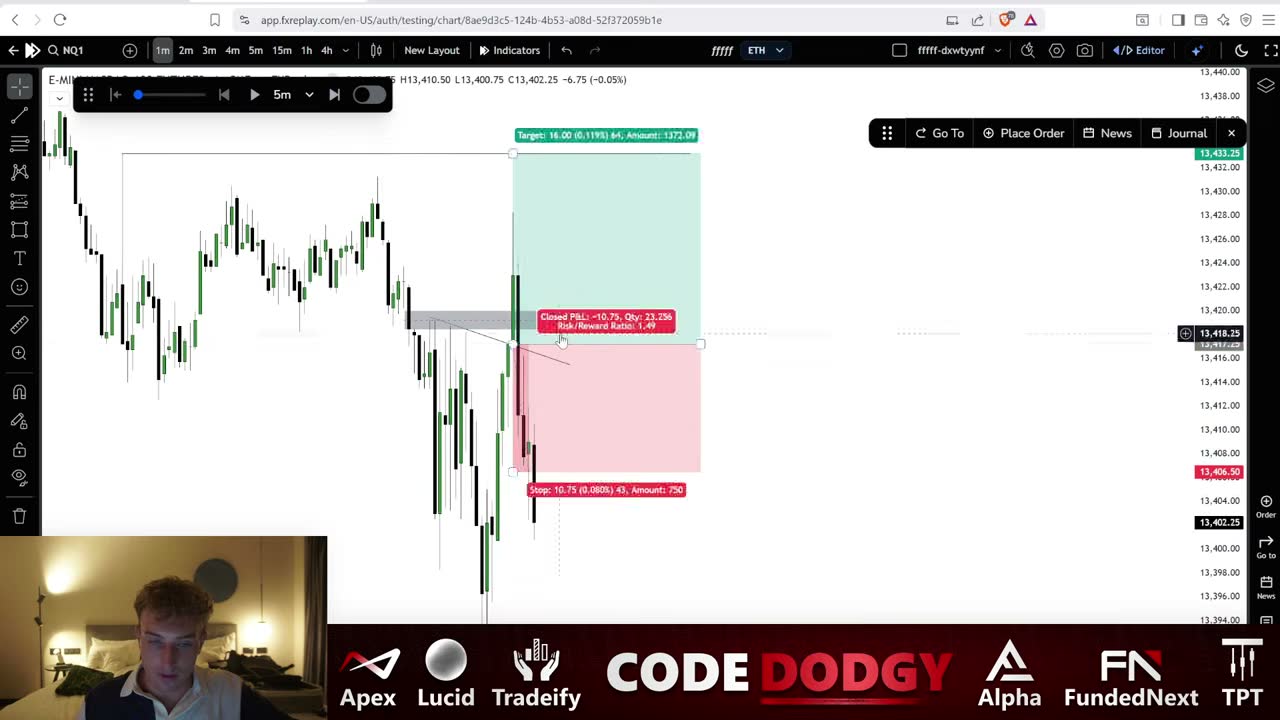 app.fxreplay.com/en-US/auth/testing/chart/8ae9d3c5-124b-4b53-a08d-52f372059b1e
NQ1
1m 2m 3m 4m 5m 15m 1h 4h
New Layout
Indicators
fffff
ETH
fffff-dxwtyynf
Editor
H13,410.50 L13,400.75 C13,402.25 −6.75 (−0.05%)
5m
Go To
Place Order
News
Journal
Target: 16.00 (0.119%) 64, Amount: 1372.09
Closed P&L: −10.75, Qty: 23.256
Risk/Reward Ratio: 1.49
Stop: 10.75 (0.080%) 43, Amount: 750
13,440.00
13,438.00
13,433.25
13,432.00
13,430.00
13,428.00
13,426.00
13,424.00
13,422.00
13,420.00
13,418.25
13,417.25
13,416.00
13,414.00
13,412.00
13,410.00
13,408.00
13,406.50
13,404.00
13,402.25
13,400.00
13,398.00
13,396.00
13,394.00
Order
Go to
News
Apex
Lucid
Tradeify
CODE DODGY
Alpha
FundedNext
TPT